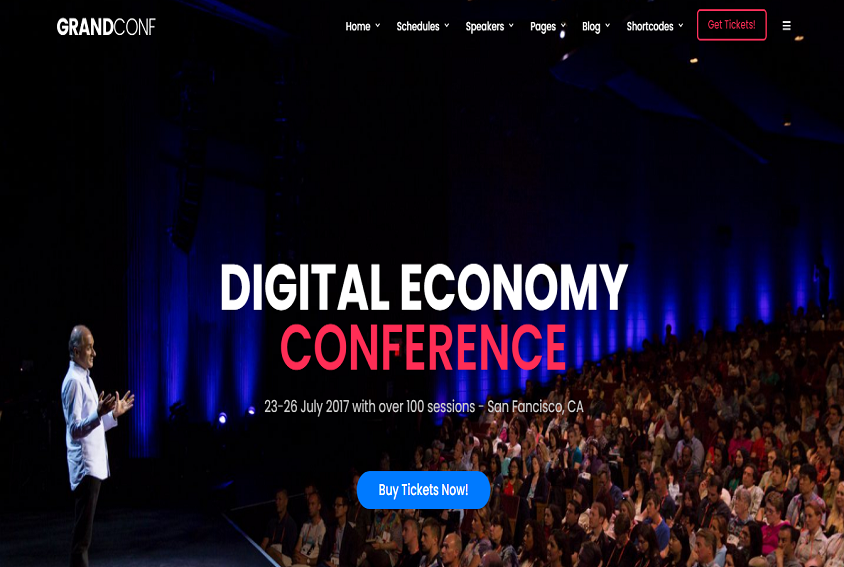 GRANDCONF
Home Schedules Speakers Pages Blog Shortcodes Get Tickets!
DIGITAL ECONOMY
CONFERENCE
23-26 July 2017 with over 100 sessions - San Fancisco, CA
Buy Tickets Now!